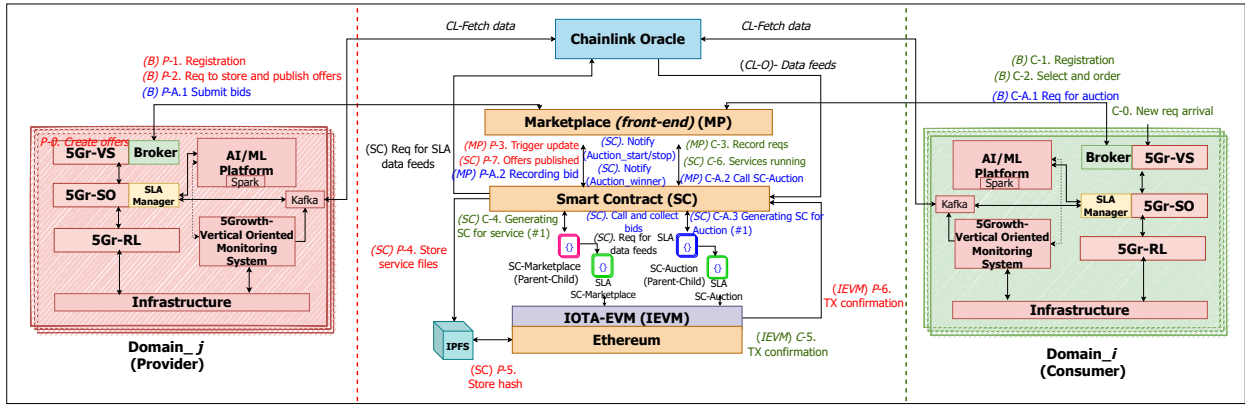 CL-Fetch data
CL-Fetch data
Chainlink Oracle
(B) P-1. Registration
(B) P-2. Req to store and publish offers
(B) P-A.1 Submit bids
(CL-O)- Data feeds
(B) C-1. Registration
(B) C-2. Select and order
(B) C-A.1 Req for auction
C-0. New req arrival
P-0. Create offers
5Gr-VS
Broker
AI/ML
Platform
Spark
5Gr-SO
SLA
Manager
Kafka
5Gr-RL
5Growth-
Vertical Oriented
Monitoring
System
Infrastructure
Domain_ j
(Provider)
(SC) Req for SLA
data feeds
Marketplace (front-end) (MP)
(MP) P-3. Trigger update
(SC) P-7. Offers published
(MP) P-A.2 Recording bid
(SC). Notify
(Auction_start/stop)
(SC). Notify
(Auction_winner)
(MP) C-3. Record reqs
(SC) C-6. Services running
(MP) C-A.2 Call SC-Auction
Smart Contract (SC)
(SC) C-4. Generating
SC for service (#1)
(SC). Call and collect
bids
(SC) C-A.3 Generating SC for
Auction (#1)
(SC). Req for
data feeds
SLA
{}
{}
{}
{}
SC-Marketplace
(Parent-Child)
SLA
SC-Marketplace
SC-Auction
(Parent-Child)
SLA
SC-Auction
(SC) P-4. Store
service files
IOTA-EVM (IEVM)
Ethereum
IPFS
(SC) P-5.
Store hash
(IEVM) P-6.
TX confirmation
(IEVM) C-5.
TX confirmation
AI/ML
Platform
Spark
Broker
5Gr-VS
Kafka
SLA
Manager
5Gr-SO
5Growth-
Vertical Oriented
Monitoring
System
5Gr-RL
Infrastructure
Domain_i
(Consumer)